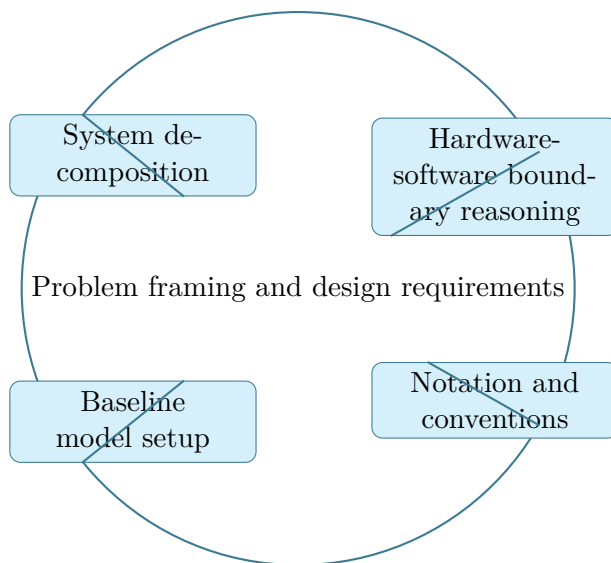 System de-
composition
Hardware-
software bound-
ary reasoning
Problem framing and design requirements
Baseline
model setup
Notation and
conventions